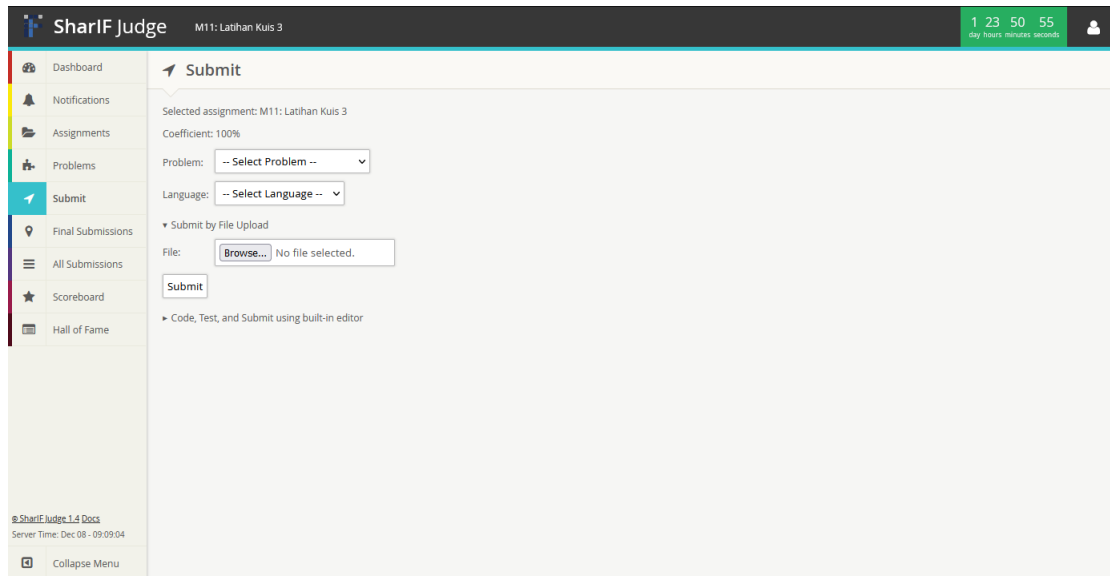 SharIF Judge M11: Latihan Kuis 3
1 23 50 55
day hours minutes seconds
Dashboard
Notifications
Assignments
Problems
Submit
Final Submissions
All Submissions
Scoreboard
Hall of Fame
© SharIF Judge 1.4 Docs
Server Time: Dec 08 - 09:09:04
Collapse Menu
Submit
Selected assignment: M11: Latihan Kuis 3
Coefficient: 100%
Problem: -- Select Problem --
Language: -- Select Language --
▾ Submit by File Upload
File: Browse... No file selected.
Submit
▸ Code, Test, and Submit using built-in editor